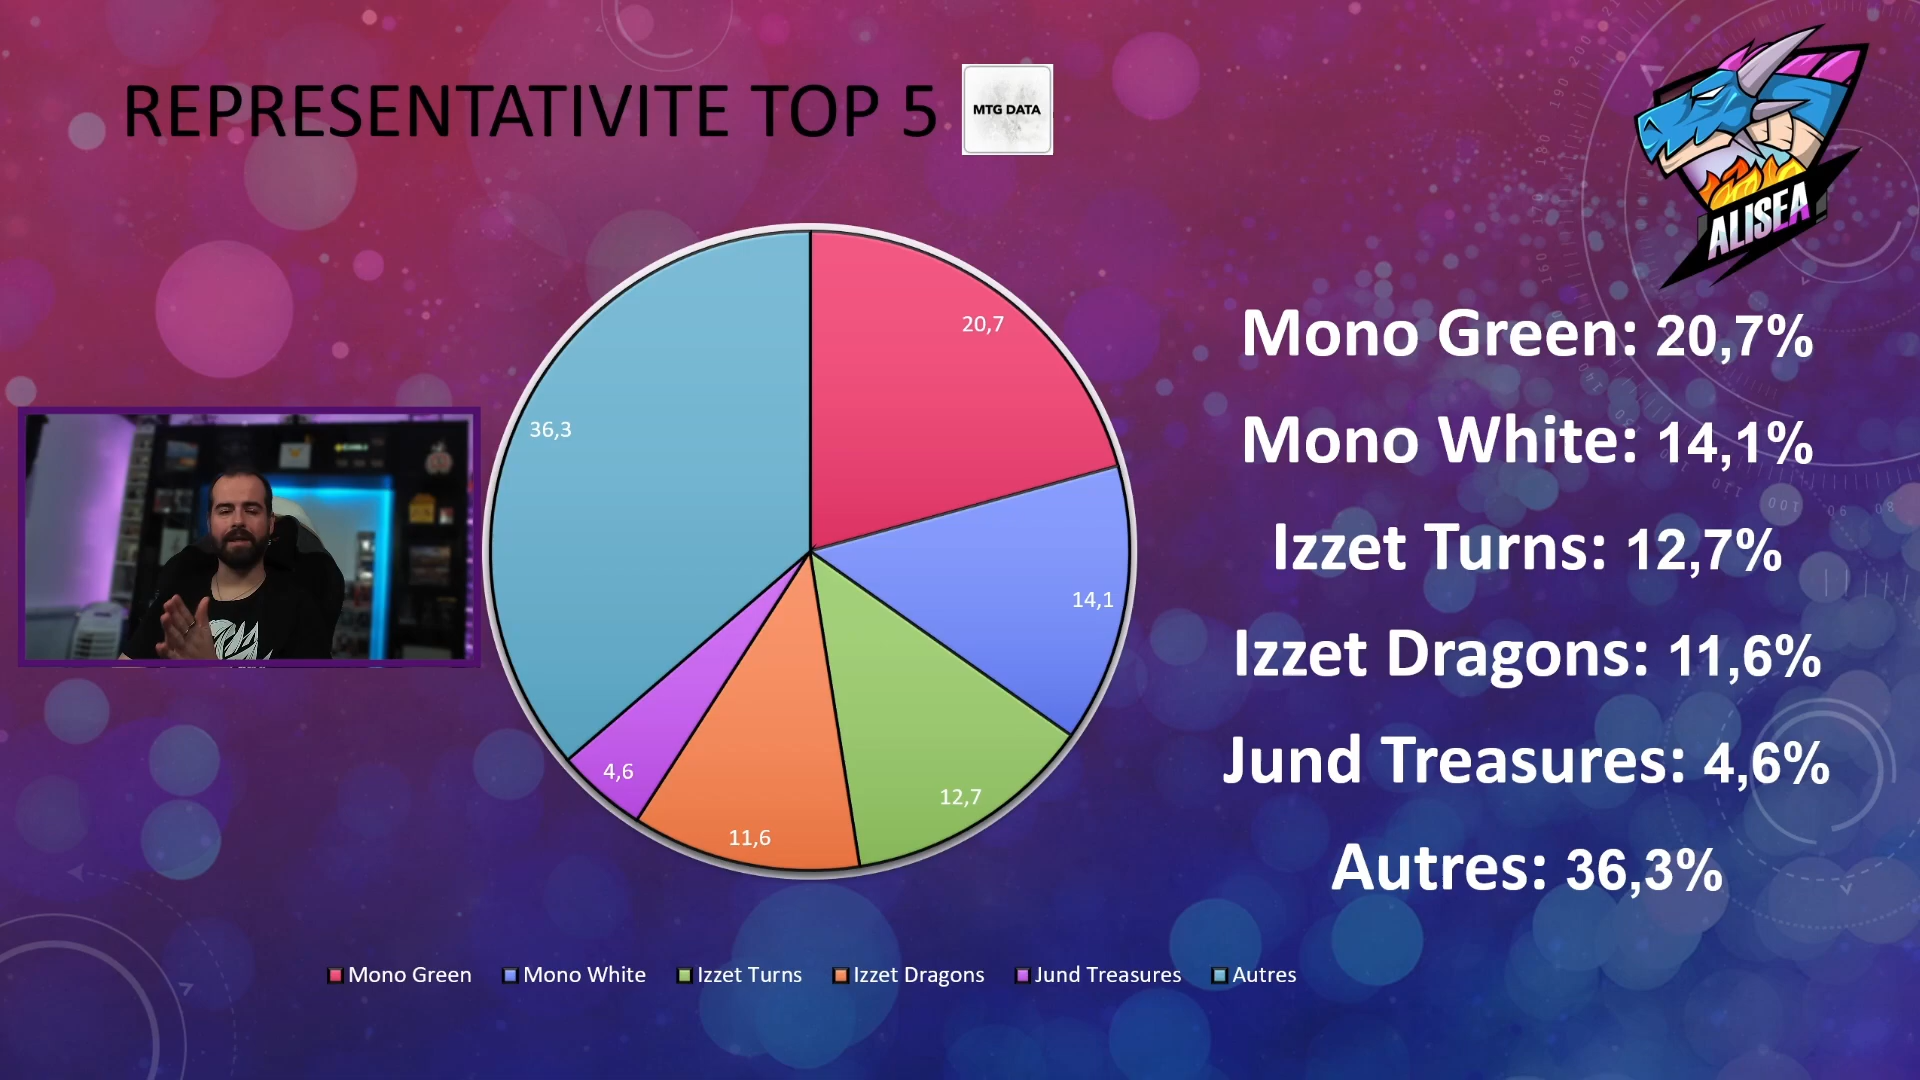 REPRESENTATIVITE TOP 5
MTG DATA
ALISEA
20,7
36,3
14,1
4,6
12,7
11,6
Mono Green: 20,7%
Mono White: 14,1%
Izzet Turns: 12,7%
Izzet Dragons: 11,6%
Jund Treasures: 4,6%
Autres: 36,3%
Mono Green Mono White Izzet Turns Izzet Dragons Jund Treasures Autres